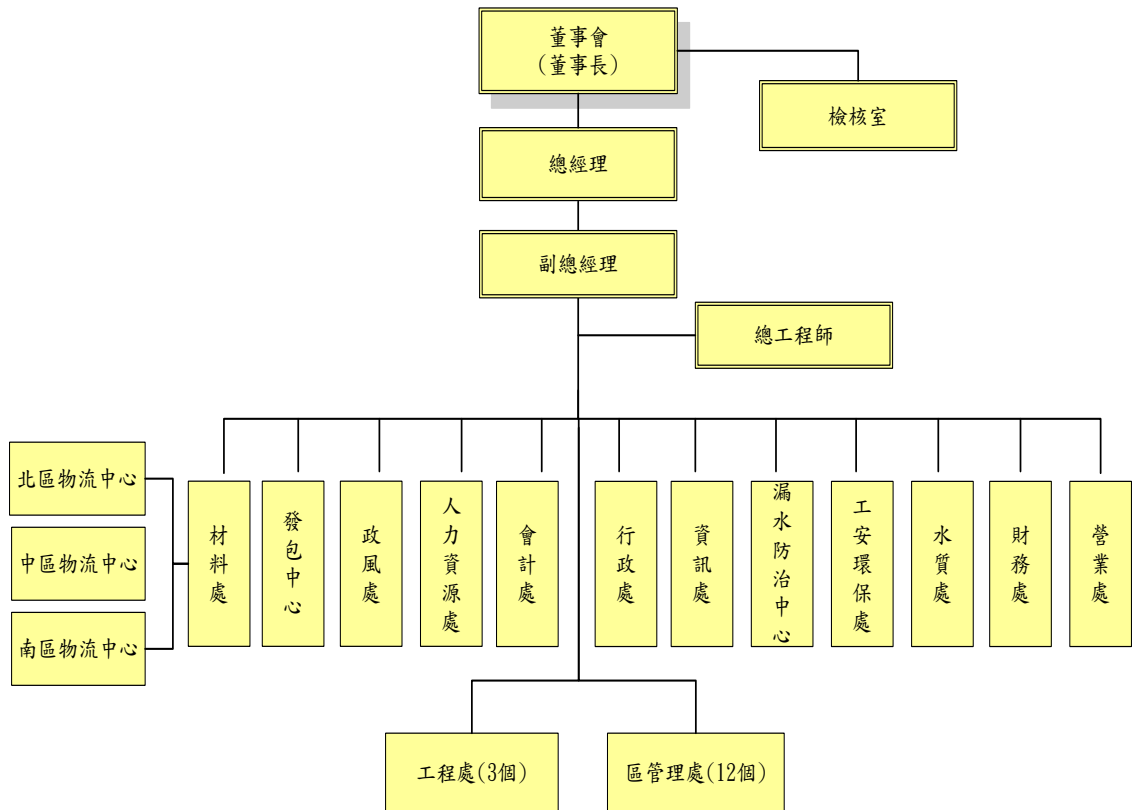 董事會
(董事長)
檢核室
總經理
副總經理
總工程師
北區物流中心
中區物流中心
南區物流中心
材料處
發包中心
政風處
人力資源處
會計處
行政處
資訊處
漏水防治中心
工安環保處
水質處
財務處
營業處
工程處(3個)
區管理處(12個)